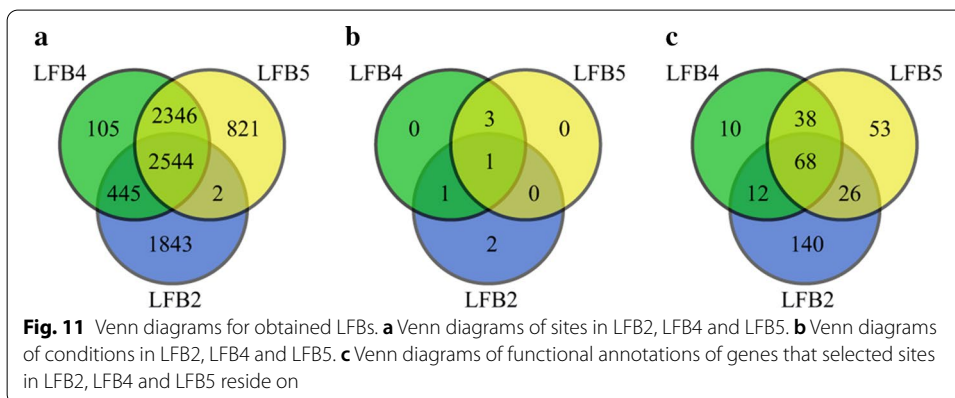 a b c
LFB4 LFB5 LFB4 LFB5 LFB4 LFB5
105 2346 821 0 3 0 10 38 53
2544 1 68
445 2 1 0 12 26
1843 2 140
LFB2 LFB2 LFB2
Fig. 11 Venn diagrams for obtained LFBs. a Venn diagrams of sites in LFB2, LFB4 and LFB5. b Venn diagrams
of conditions in LFB2, LFB4 and LFB5. c Venn diagrams of functional annotations of genes that selected sites
in LFB2, LFB4 and LFB5 reside on